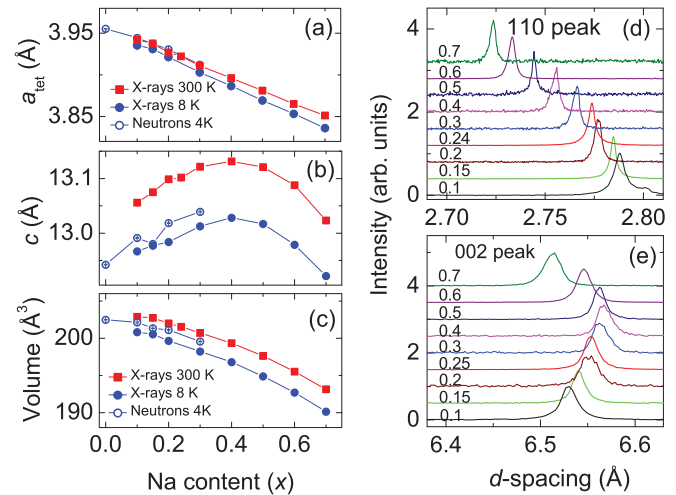 (a)
3.95
3.85
a_tet (Å)
X-rays 300 K
X-rays 8 K
Neutrons 4K
(b)
13.1
13.0
c (Å)
(c)
200
190
Volume (Å³)
X-rays 300 K
X-rays 8 K
Neutrons 4K
0.0 0.2 0.4 0.6
Na content (x)
110 peak (d)
0.7
0.6
0.5
0.4
0.3
0.24
0.2
0.15
0.1
4
2
0
2.70 2.75 2.80
Intensity (arb. units)
002 peak (e)
0.7
0.6
0.5
0.4
0.3
0.25
0.2
0.15
0.1
4
2
0
6.4 6.5 6.6
d-spacing (Å)